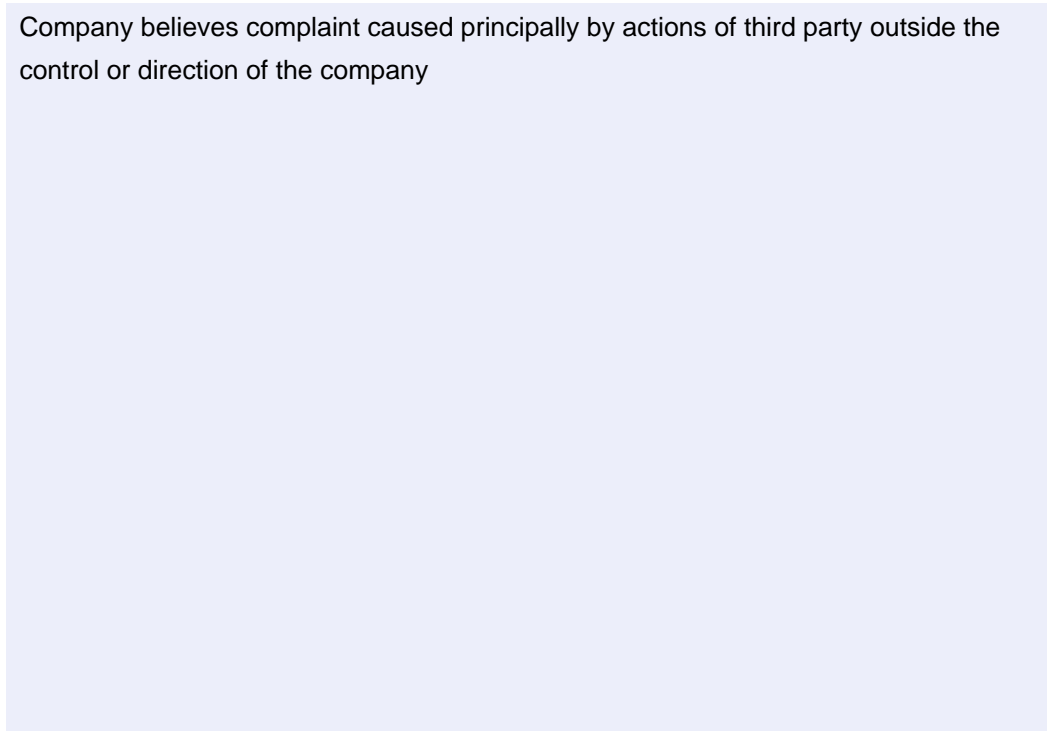 Company believes complaint caused principally by actions of third party outside the
control or direction of the company